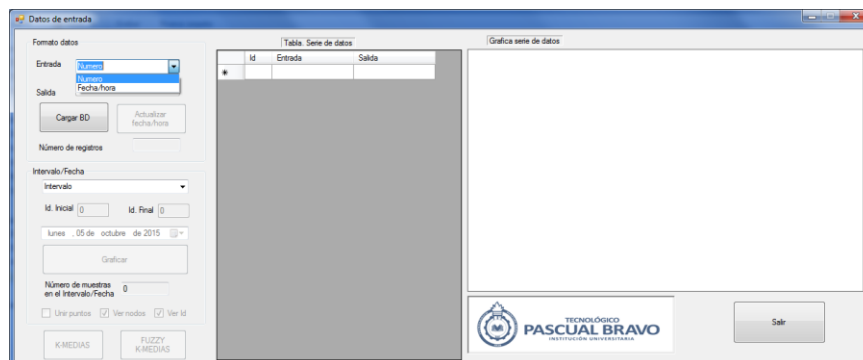 Datos de entrada
Formato datos
Entrada
Numero
Numero
Fecha/hora
Salida
Cargar BD
Actualizar
fecha/hora
Número de registros
Intervalo/Fecha
Intervalo
Id. Inicial 0
Id. Final 0
lunes , 05 de octubre de 2015
Graficar
Número de muestras
en el Intervalo/Fecha
0
Unir puntos
Ver nodos
Ver Id
K-MEDIAS
FUZZY
K-MEDIAS
Tabla. Serie de datos
Id Entrada Salida
Grafica serie de datos
TECNOLÓGICO
PASCUAL BRAVO
INSTITUCIÓN UNIVERSITARIA
Salir